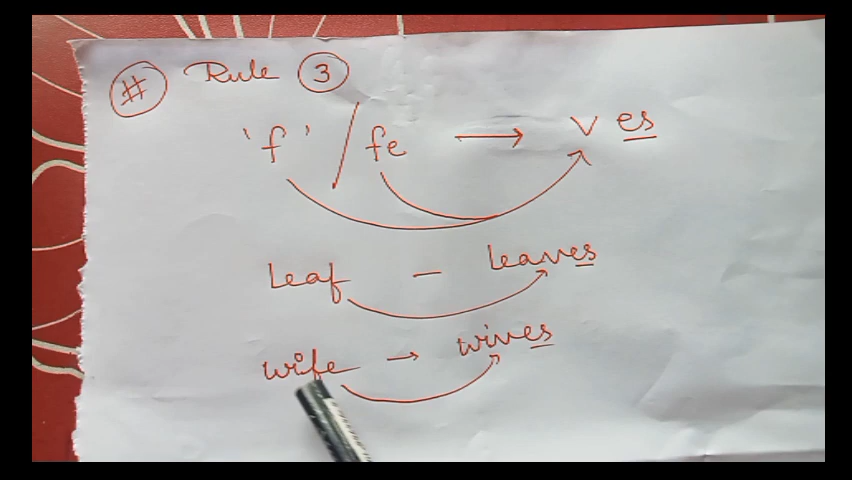 # Rule 3
'f' / fe → v es
leaf - leaves
wife → wives